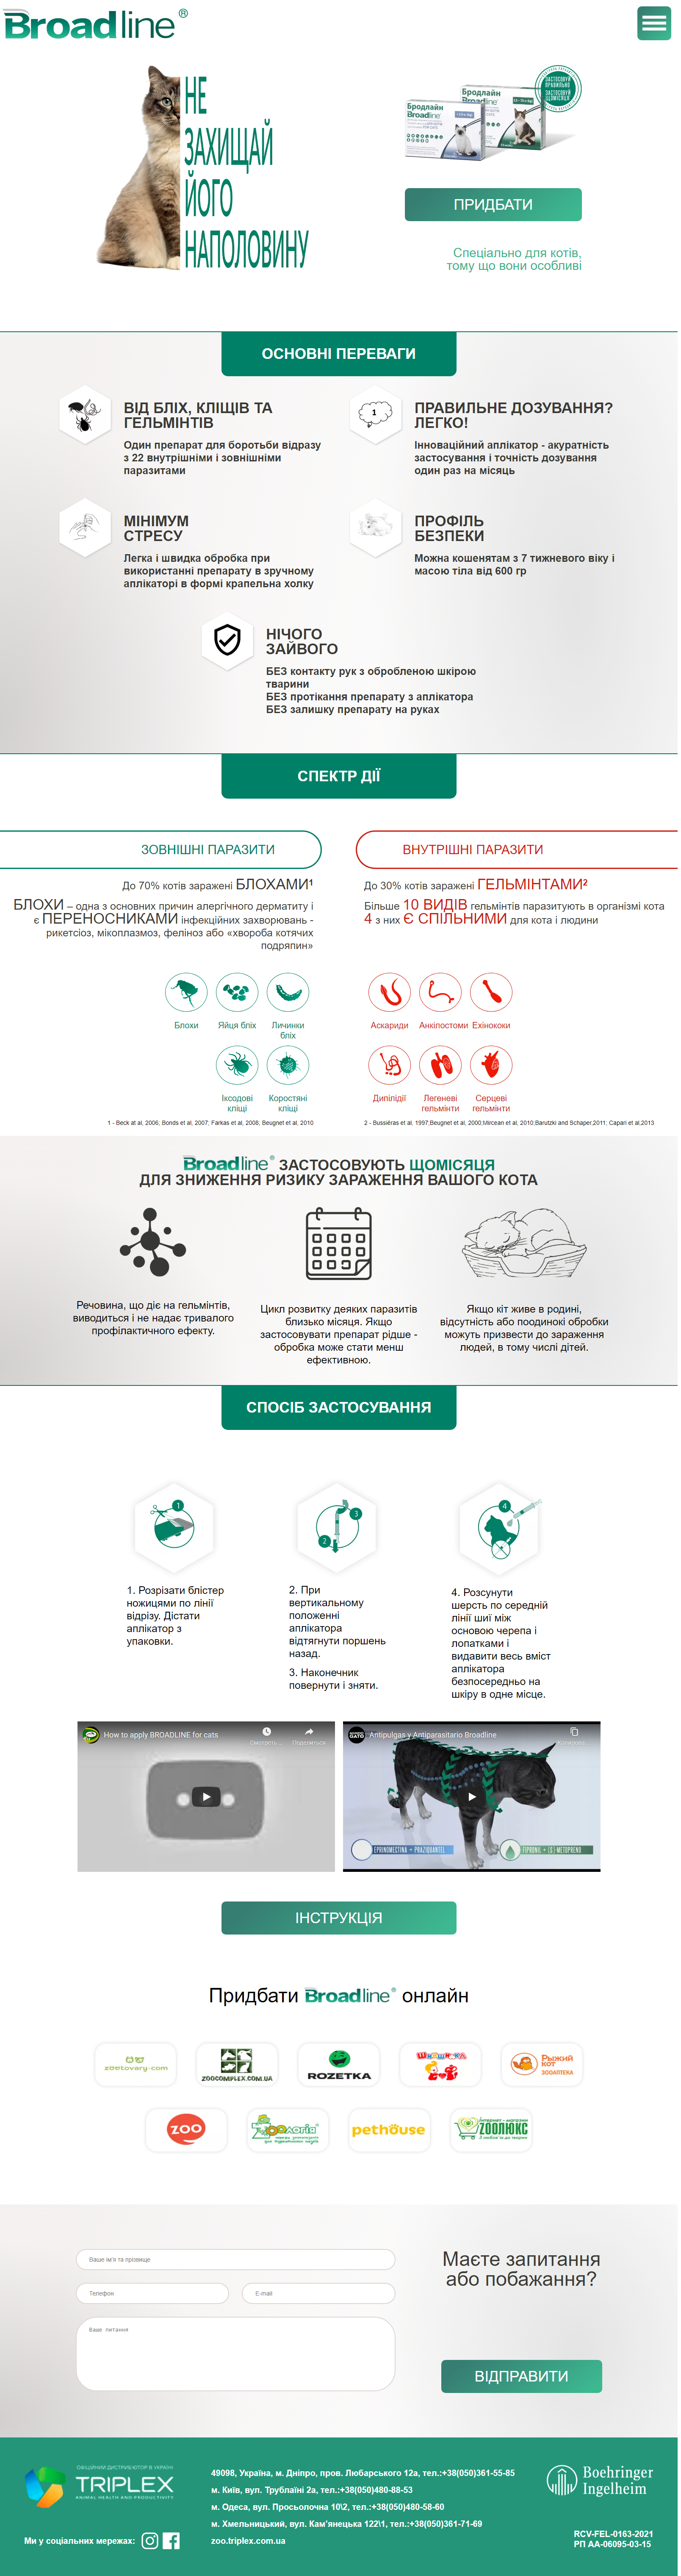 Broadline®
НЕ
ЗАХИЩАЙ
ЙОГО
НАПОЛОВИНУ
Бродлайн
Broadline
Бродлайн
Broadline
ЗАСТОСОВУЙ
ПРАВИЛЬНО
ЗАСТОСОВУЙ
ЩОМІСЯЦЯ
ПРИДБАТИ
Спеціально для котів,
тому що вони особливі
ОСНОВНІ ПЕРЕВАГИ
ВІД БЛІХ, КЛІЩІВ ТА
ГЕЛЬМІНТІВ
Один препарат для боротьби відразу
з 22 внутрішніми і зовнішніми
паразитами
1
ПРАВИЛЬНЕ ДОЗУВАННЯ?
ЛЕГКО!
Інноваційний аплікатор - акуратність
застосування і точність дозування
один раз на місяць
МІНІМУМ
СТРЕСУ
Легка і швидка обробка при
використанні препарату в зручному
аплікаторі в формі крапельна холку
ПРОФІЛЬ
БЕЗПЕКИ
Можна кошенятам з 7 тижневого віку і
масою тіла від 600 гр
НІЧОГО
ЗАЙВОГО
БЕЗ контакту рук з обробленою шкірою
тварини
БЕЗ протікання препарату з аплікатора
БЕЗ залишку препарату на руках
СПЕКТР ДІЇ
ЗОВНІШНІ ПАРАЗИТИ
До 70% котів заражені БЛОХАМИ¹
БЛОХИ – одна з основних причин алергічного дерматиту і
є ПЕРЕНОСНИКАМИ інфекційних захворювань -
рикетсіоз, мікоплазмоз, феліноз або «хвороба котячих
подряпин»
Блохи
Яйця бліх
Личинки
бліх
Іксодові
кліщі
Коростяні
кліщі
1 - Beck at al, 2006; Bonds et al, 2007; Farkas et al, 2008; Beugnet et al, 2010
ВНУТРІШНІ ПАРАЗИТИ
До 30% котів заражені ГЕЛЬМІНТАМИ²
Більше 10 ВИДІВ гельмінтів паразитують в організмі кота
4 з них Є СПІЛЬНИМИ для кота і людини
Аскариди
Анкілостоми
Ехінококи
Дипілідії
Легеневі
гельмінти
Серцеві
гельмінти
2 - Bussiéras et al, 1997;Beugnet et al, 2000;Mircean et al, 2010;Barutzki and Schaper,2011; Capari et al,2013
Broadline® ЗАСТОСОВУЮТЬ ЩОМІСЯЦЯ
ДЛЯ ЗНИЖЕННЯ РИЗИКУ ЗАРАЖЕННЯ ВАШОГО КОТА
Речовина, що діє на гельмінтів,
виводиться і не надає тривалого
профілактичного ефекту.
Цикл розвитку деяких паразитів
близько місяця. Якщо
застосовувати препарат рідше -
обробка може стати менш
ефективною.
Якщо кіт живе в родині,
відсутність або поодинокі обробки
можуть призвести до зараження
людей, в тому числі дітей.
СПОСІБ ЗАСТОСУВАННЯ
1
2
3
4
1. Розрізати блістер
ножицями по лінії
відрізу. Дістати
аплікатор з
упаковки.
2. При
вертикальному
положенні
аплікатора
відтягнути поршень
назад.
3. Наконечник
повернути і зняти.
4. Розсунути
шерсть по середній
лінії шиї між
основою черепа і
лопатками і
видавити весь вміст
аплікатора
безпосередньо на
шкіру в одне місце.
How to apply BROADLINE for cats
Смотреть...
Поделиться
Antipulgas y Antiparasitario Broadline
EPRINOMECTINA + PRAZIQUANTEL
FIPRONIL + (S) METOPRENO
ІНСТРУКЦІЯ
Придбати Broadline® онлайн
zoolovary.com
ZOOCOMPLEX.COM.UA
ROZETKA
Шишишка
РЫЖИЙ
КОТ
ЗООАПТЕКА
ZOO
Zooлогія
pethouse
Інтернет - магазин
ZOOЛЮКС
З любов'ю до тварин
Ваше ім'я та прізвище
Телефон
E-mail
Ваше питання
Маєте запитання
або побажання?
ВІДПРАВИТИ
ОФІЦІЙНИЙ ДИСТРИБ'ЮТОР В УКРАЇНІ
TRIPLEX
ANIMAL HEALTH AND PRODUCTIVITY
Ми у соціальних мережах:
49098, Україна, м. Дніпро, пров. Любарського 12а, тел.:+38(050)361-55-85
м. Київ, вул. Трублаїні 2а, тел.:+38(050)480-88-53
м. Одеса, вул. Просьолочна 10\2, тел.:+38(050)480-58-60
м. Хмельницький, вул. Кам'янецька 122\1, тел.:+38(050)361-71-69
zoo.triplex.com.ua
Boehringer
Ingelheim
RCV-FEL-0163-2021
РП АА-06095-03-15